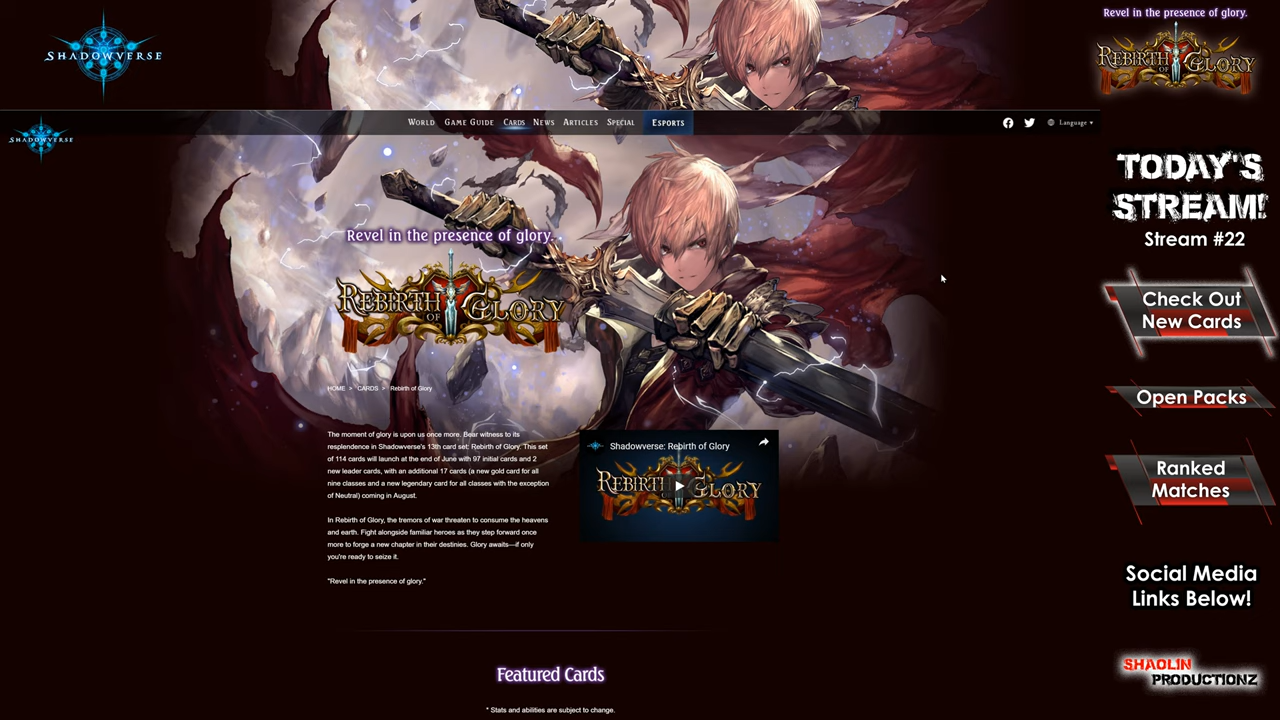 SHADOWVERSE
Revel in the presence of glory.
REBIRTH OF GLORY
SHADOWVERSE
WORLD GAME GUIDE CARDS NEWS ARTICLES SPECIAL ESPORTS
Language
Revel in the presence of glory.
REBIRTH OF GLORY
HOME > CARDS > Rebirth of Glory
The moment of glory is upon us once more. Bear witness to its
resplendence in Shadowverse's 13th card set: Rebirth of Glory. This set
of 114 cards will launch at the end of June with 97 initial cards and 2
new leader cards, with an additional 17 cards (a new gold card for all
nine classes and a new legendary card for all classes with the exception
of Neutral) coming in August.
In Rebirth of Glory, the tremors of war threaten to consume the heavens
and earth. Fight alongside familiar heroes as they step forward once
more to forge a new chapter in their destinies. Glory awaits—if only
you're ready to seize it.
"Revel in the presence of glory."
Shadowverse: Rebirth of Glory
REBIRTH OF GLORY
Featured Cards
* Stats and abilities are subject to change.
TODAY'S
STREAM!
Stream #22
Check Out
New Cards
Open Packs
Ranked
Matches
Social Media
Links Below!
SHAOLIN
PRODUCTIONZ